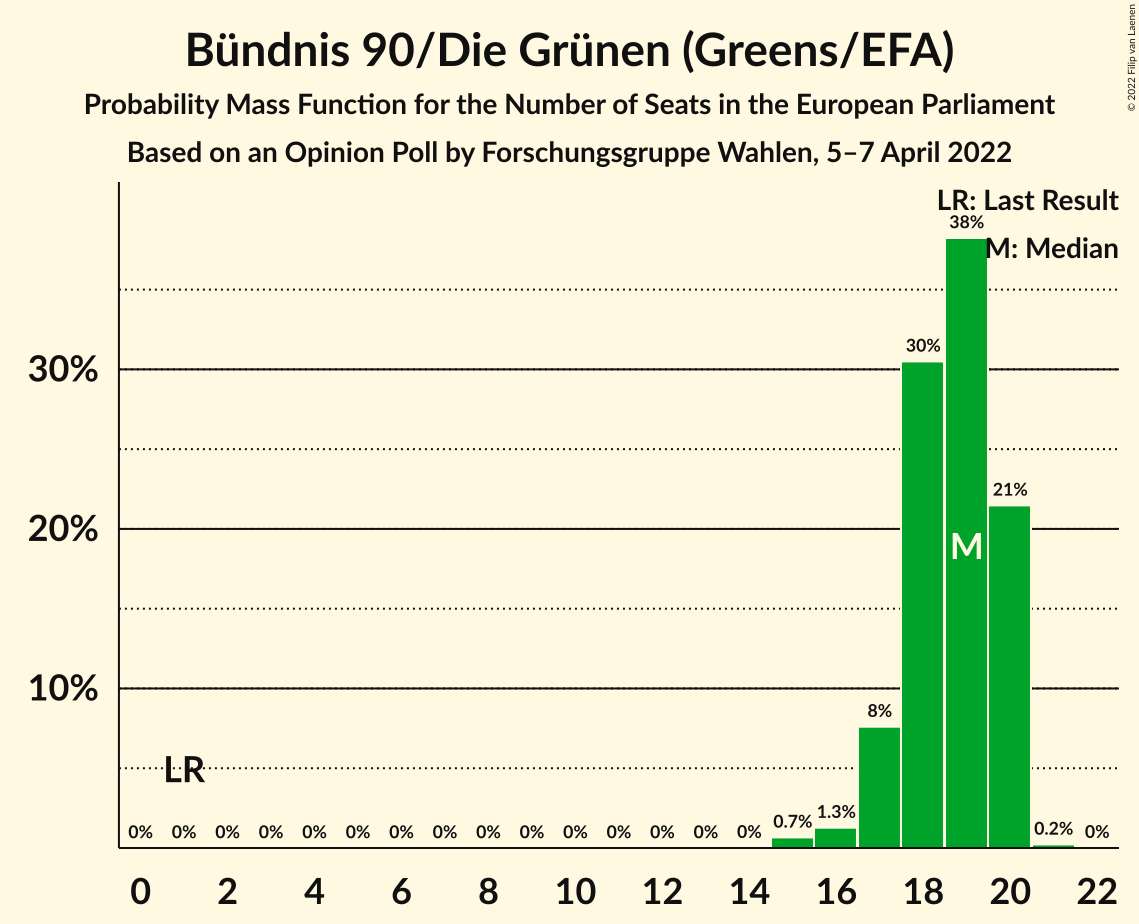 Bündnis 90/Die Grünen (Greens/EFA)
Probability Mass Function for the Number of Seats in the European Parliament
Based on an Opinion Poll by Forschungsgruppe Wahlen, 5–7 April 2022
© 2022 Filip van Laenen
LR: Last Result
38%
M: Median
30%
30%
21%
20%
M
10%
8%
LR
0% 0% 0% 0% 0% 0% 0% 0% 0% 0% 0% 0% 0% 0% 0% 0.7% 1.3% 0.2% 0%
0 2 4 6 8 10 12 14 16 18 20 22